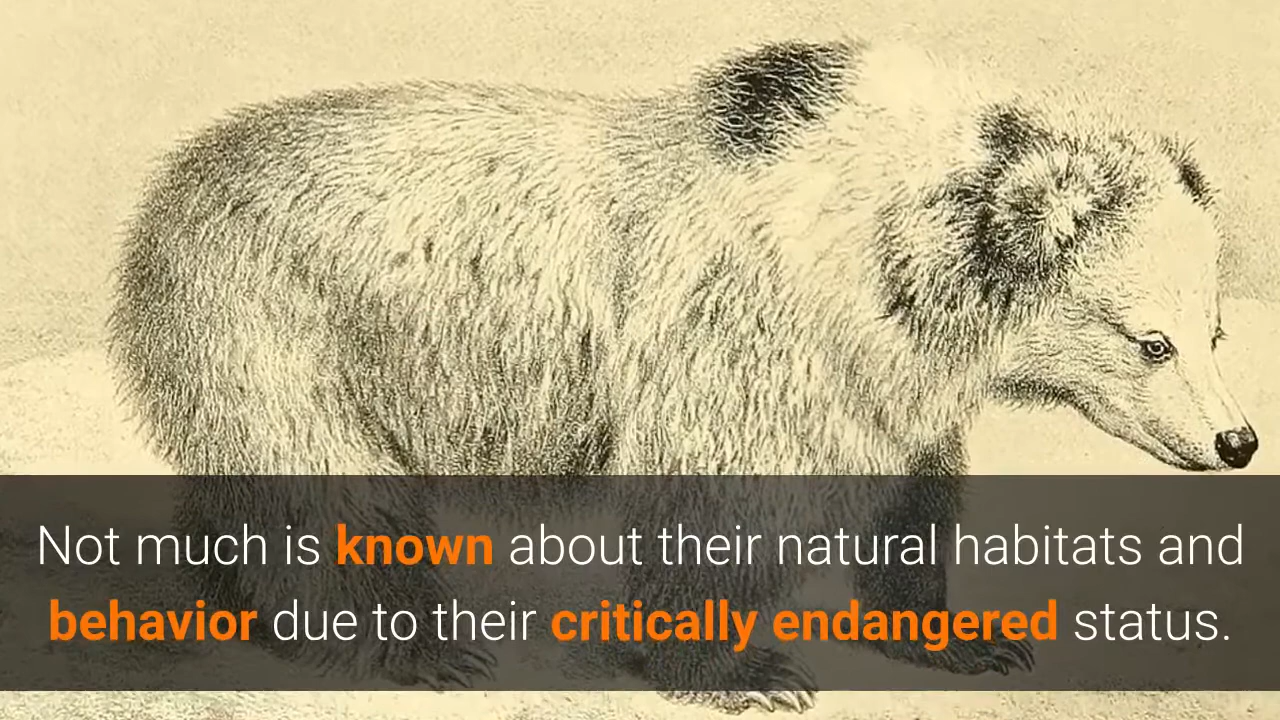 Not much is known about their natural habitats and
behavior due to their critically endangered status.